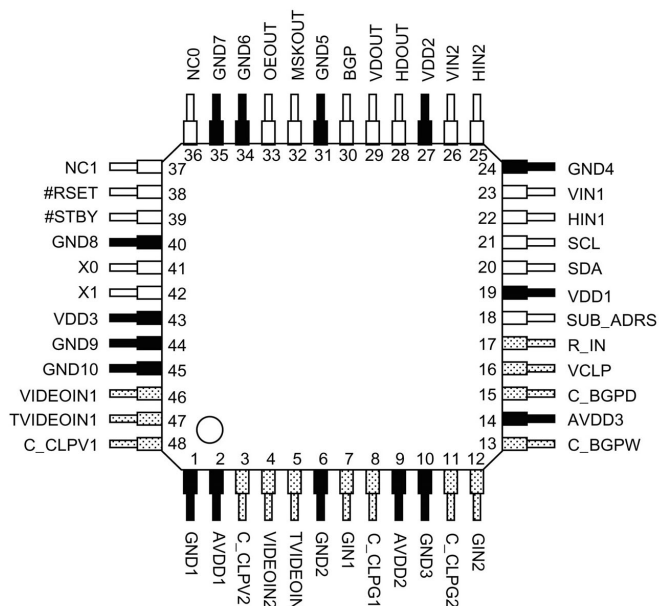 NC0 GND7 GND6 OEOUT MSKOUT GND5 BGP VDOUT HDOUT VDD2 VIN2 HIN2
36 35 34 33 32 31 30 29 28 27 26 25
NC1 37 24 GND4
#RSET 38 23 VIN1
#STBY 39 22 HIN1
GND8 40 21 SCL
X0 41 20 SDA
X1 42 19 VDD1
VDD3 43 18 SUB_ADRS
GND9 44 17 R_IN
GND10 45 16 VCLP
VIDEOIN1 46 15 C_BGPD
TVIDEOIN1 47 14 AVDD3
C_CLPV1 48 13 C_BGPW
1 2 3 4 5 6 7 8 9 10 11 12
GND1 AVDD1 C_CLPV2 VIDEOIN2 TVIDEOIN GND2 GIN1 C_CLPG1 AVDD2 GND3 C_CLPG2 GIN2